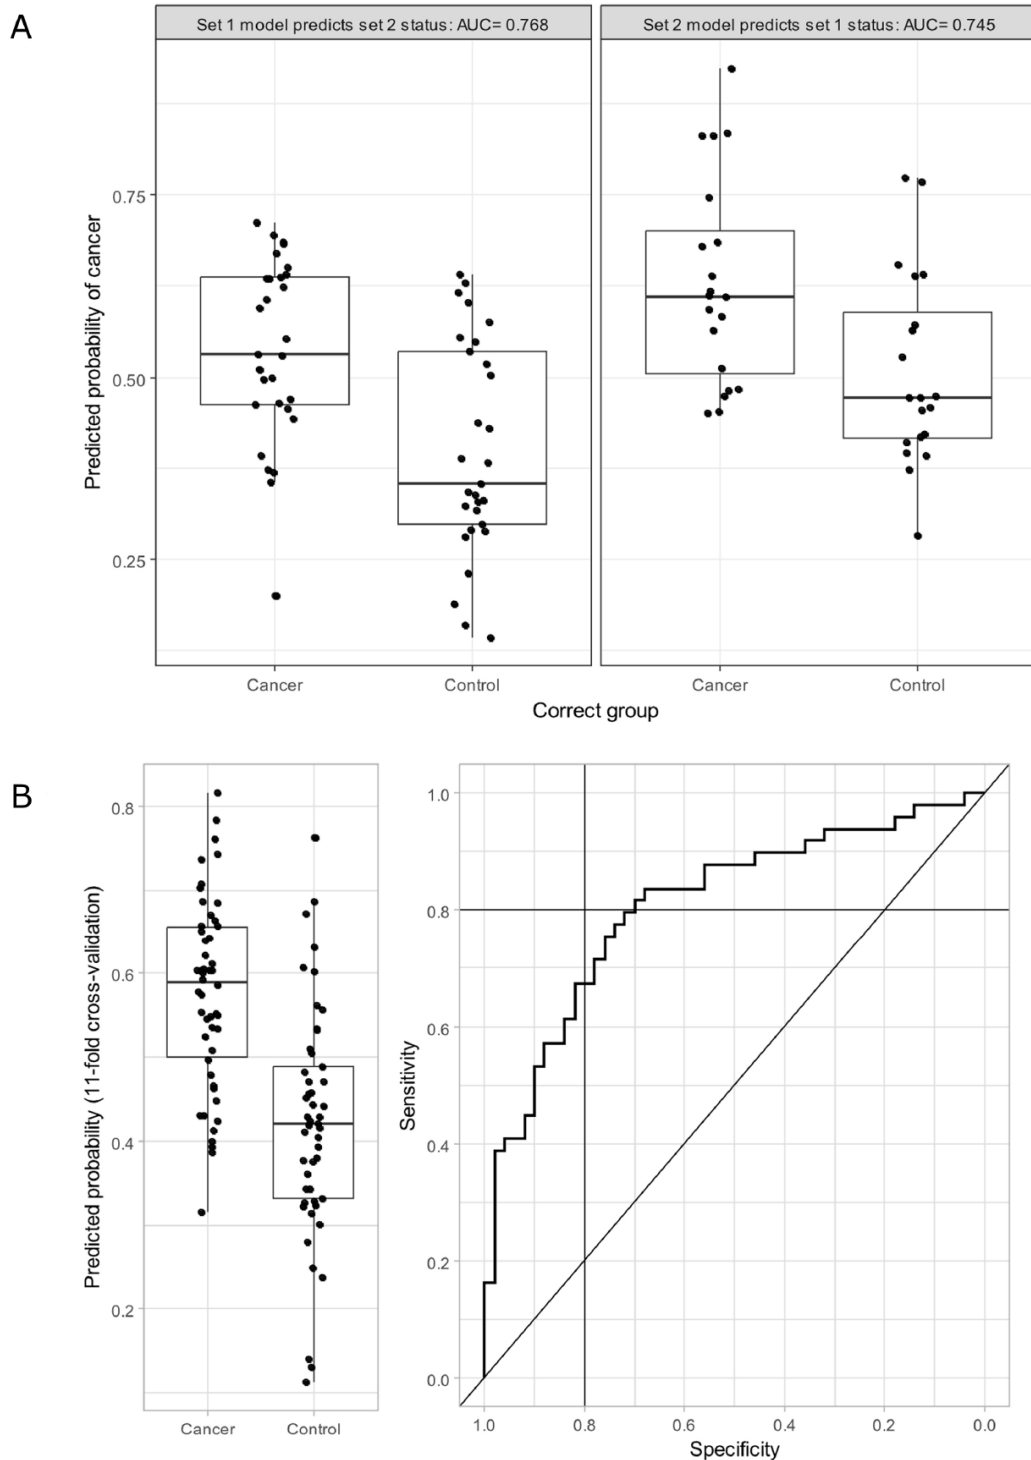 A
Set 1 model predicts set 2 status: AUC= 0.768
Set 2 model predicts set 1 status: AUC= 0.745
Predicted probability of cancer
0.75
0.50
0.25
Cancer
Control
Cancer
Control
Correct group
B
Predicted probability (11-fold cross-validation)
0.8
0.6
0.4
0.2
Cancer
Control
Sensitivity
1.0
0.8
0.6
0.4
0.2
0.0
1.0
0.8
0.6
0.4
0.2
0.0
Specificity